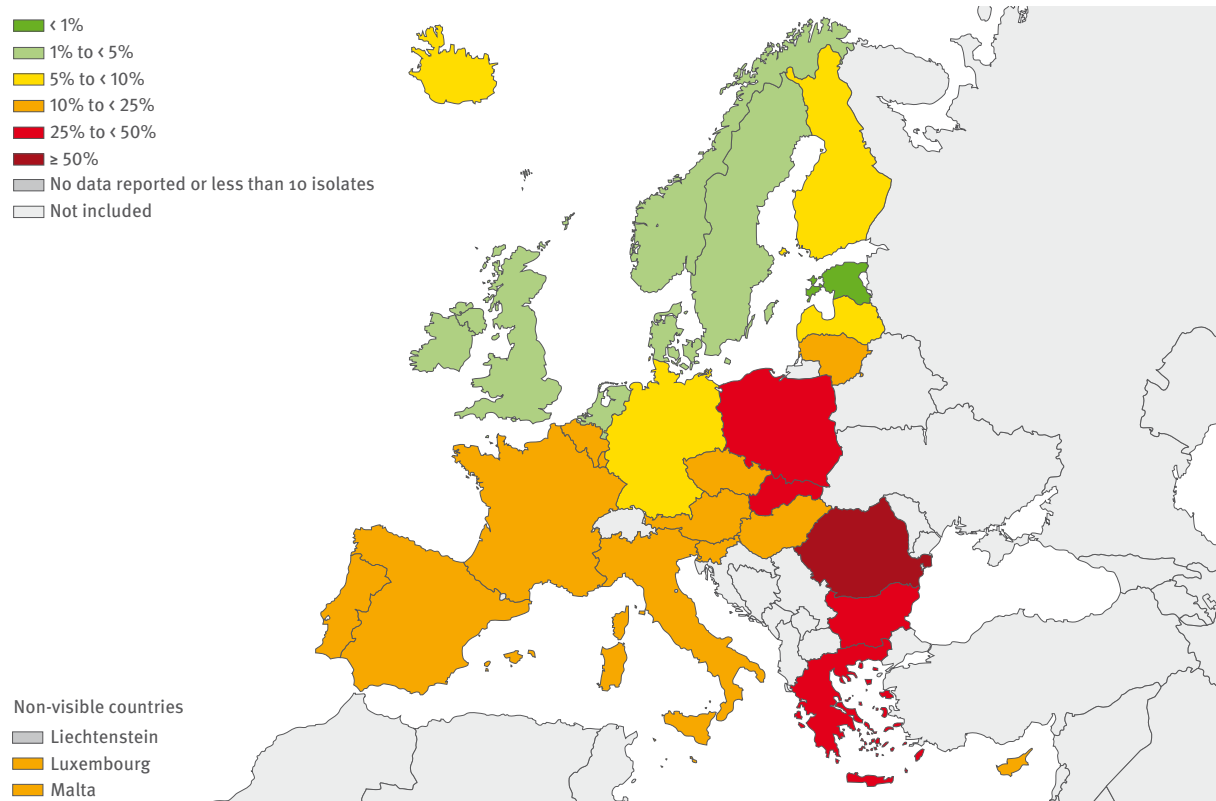 < 1%
1% to < 5%
5% to < 10%
10% to < 25%
25% to < 50%
≥ 50%
No data reported or less than 10 isolates
Not included
Non-visible countries
Liechtenstein
Luxembourg
Malta